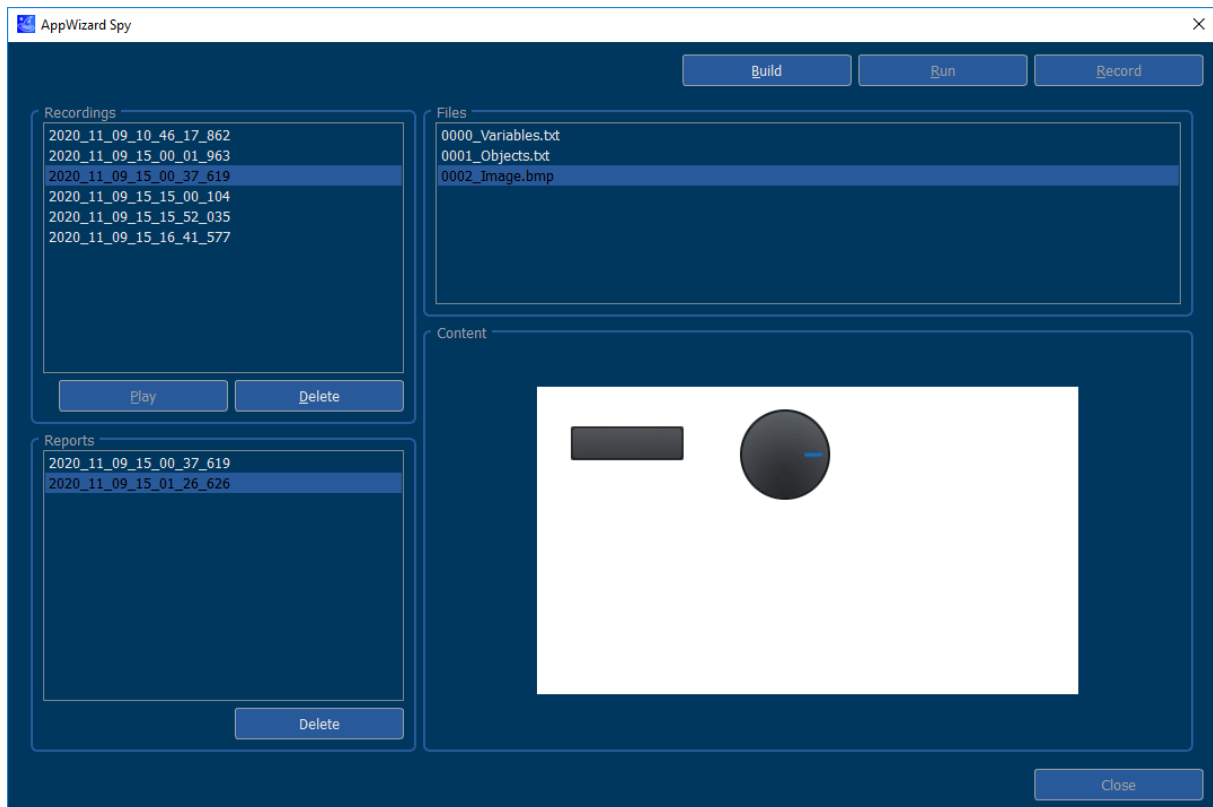 AppWizard Spy
Build
Run
Record
Recordings
2020_11_09_10_46_17_862
2020_11_09_15_00_01_963
2020_11_09_15_00_37_619
2020_11_09_15_15_00_104
2020_11_09_15_15_52_035
2020_11_09_15_16_41_577
Play
Delete
Files
0000_Variables.txt
0001_Objects.txt
0002_Image.bmp
Content
Reports
2020_11_09_15_00_37_619
2020_11_09_15_01_26_626
Delete
Close